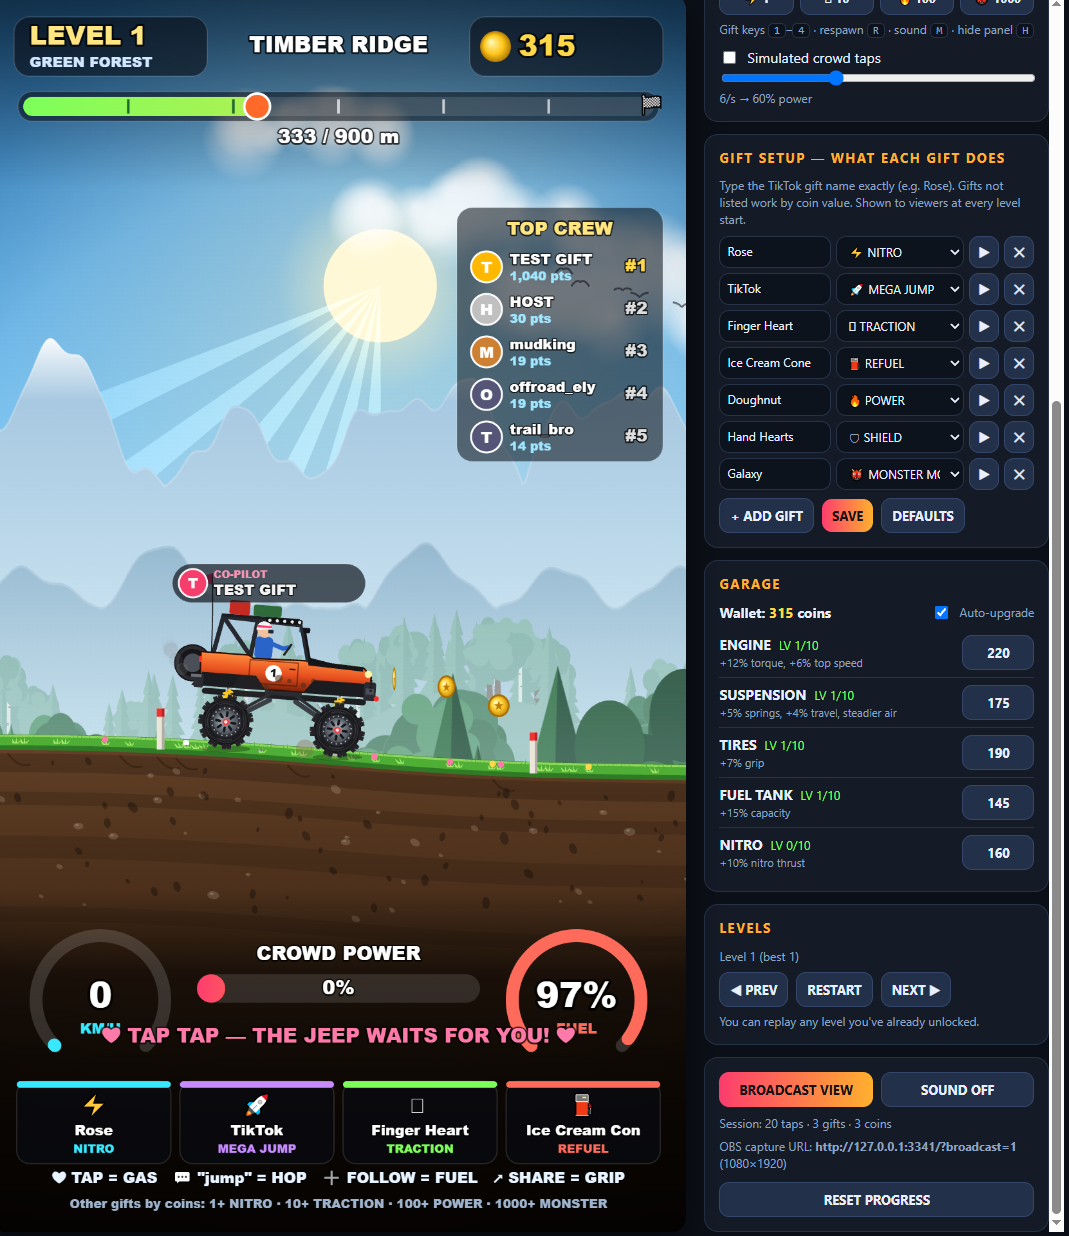 LEVEL 1
GREEN FOREST
TIMBER RIDGE
315
333 / 900 m
TOP CREW
T TEST GIFT #1
1,040 pts
H HOST #2
30 pts
M mudking #3
19 pts
O offroad_ely #4
19 pts
T trail_bro #5
14 pts
CO-PILOT
T TEST GIFT
1
CROWD POWER
0%
0
KM/H
97%
FUEL
TAP TAP — THE JEEP WAITS FOR YOU!
Rose
NITRO
TikTok
MEGA JUMP
Finger Heart
TRACTION
Ice Cream Con
REFUEL
TAP = GAS "jump" = HOP FOLLOW = FUEL SHARE = GRIP
Other gifts by coins: 1+ NITRO · 10+ TRACTION · 100+ POWER · 1000+ MONSTER
Gift keys 1 – 4 · respawn R · sound M · hide panel H
Simulated crowd taps
6/s → 60% power
GIFT SETUP — WHAT EACH GIFT DOES
Type the TikTok gift name exactly (e.g. Rose). Gifts not
listed work by coin value. Shown to viewers at every level
start.
Rose NITRO
TikTok MEGA JUMP
Finger Heart TRACTION
Ice Cream Cone REFUEL
Doughnut POWER
Hand Hearts SHIELD
Galaxy MONSTER MO
+ ADD GIFT SAVE DEFAULTS
GARAGE
Wallet: 315 coins Auto-upgrade
ENGINE LV 1/10 220
+12% torque, +6% top speed
SUSPENSION LV 1/10 175
+5% springs, +4% travel, steadier air
TIRES LV 1/10 190
+7% grip
FUEL TANK LV 1/10 145
+15% capacity
NITRO LV 0/10 160
+10% nitro thrust
LEVELS
Level 1 (best 1)
◀ PREV RESTART NEXT ▶
You can replay any level you've already unlocked.
BROADCAST VIEW SOUND OFF
Session: 20 taps · 3 gifts · 3 coins
OBS capture URL: http://127.0.0.1:3341/?broadcast=1
(1080×1920)
RESET PROGRESS